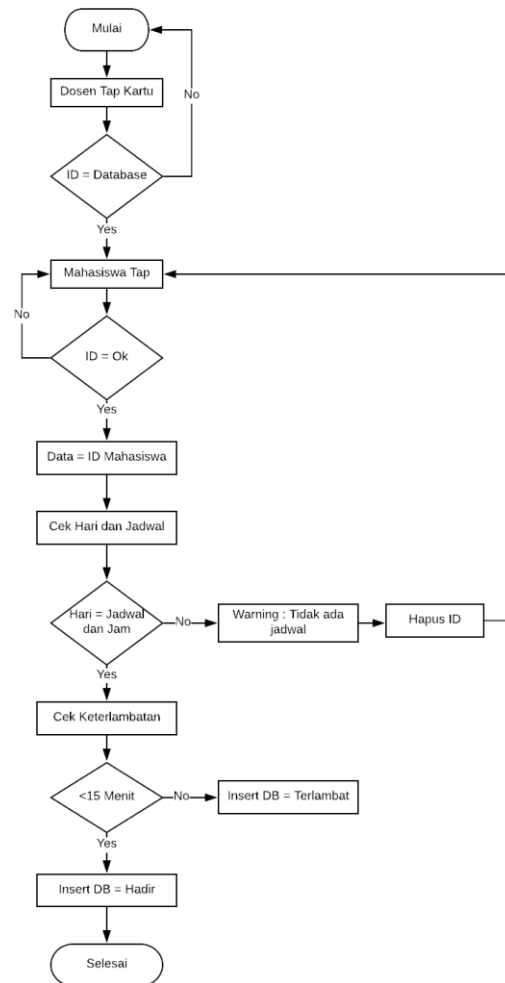 Mulai
Dosen Tap Kartu
No
ID = Database
Yes
Mahasiswa Tap
No
ID = Ok
Yes
Data = ID Mahasiswa
Cek Hari dan Jadwal
Hari = Jadwal
dan Jam
No
Warning : Tidak ada
jadwal
Hapus ID
Yes
Cek Keterlambatan
<15 Menit
No
Insert DB = Terlambat
Yes
Insert DB = Hadir
Selesai